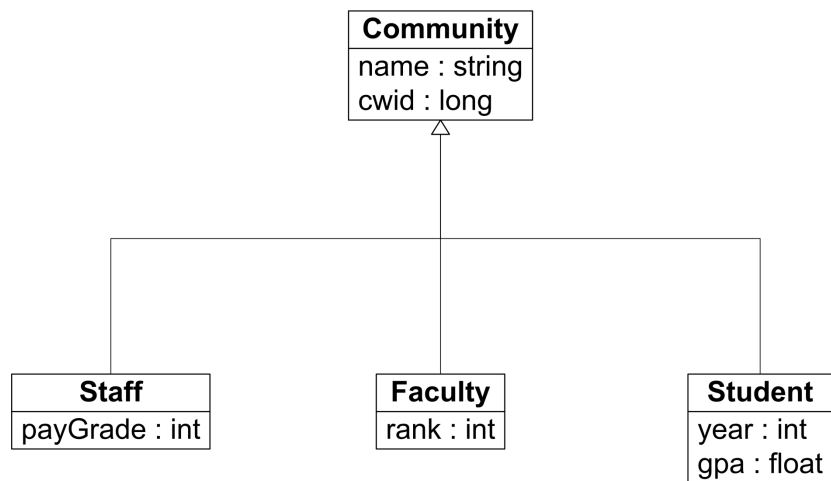 Community
name : string
cwid : long
Staff
payGrade : int
Faculty
rank : int
Student
year : int
gpa : float